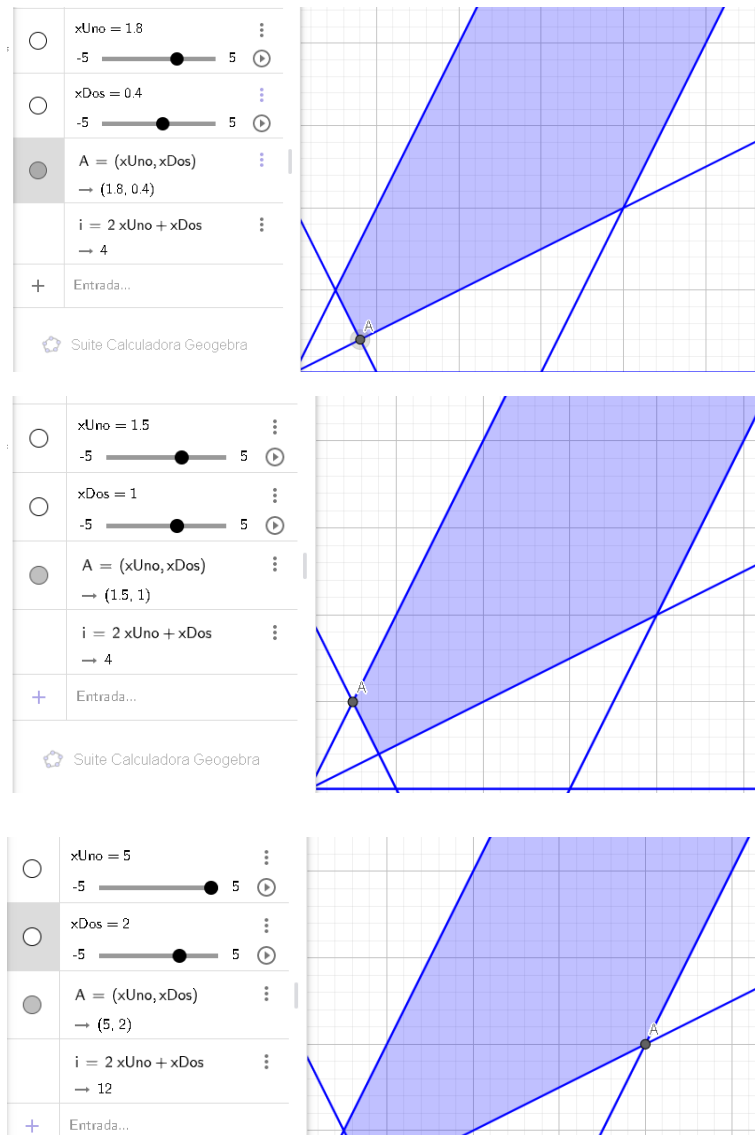 xUno = 1.8
-5 5
xDos = 0.4
-5 5
A = (xUno, xDos)
→ (1.8, 0.4)
i = 2 xUno + xDos
→ 4
+ Entrada...
Suite Calculadora Geogebra
A
xUno = 1.5
-5 5
xDos = 1
-5 5
A = (xUno, xDos)
→ (1.5, 1)
i = 2 xUno + xDos
→ 4
+ Entrada...
Suite Calculadora Geogebra
A
xUno = 5
-5 5
xDos = 2
-5 5
A = (xUno, xDos)
→ (5, 2)
i = 2 xUno + xDos
→ 12
+ Entrada...
A